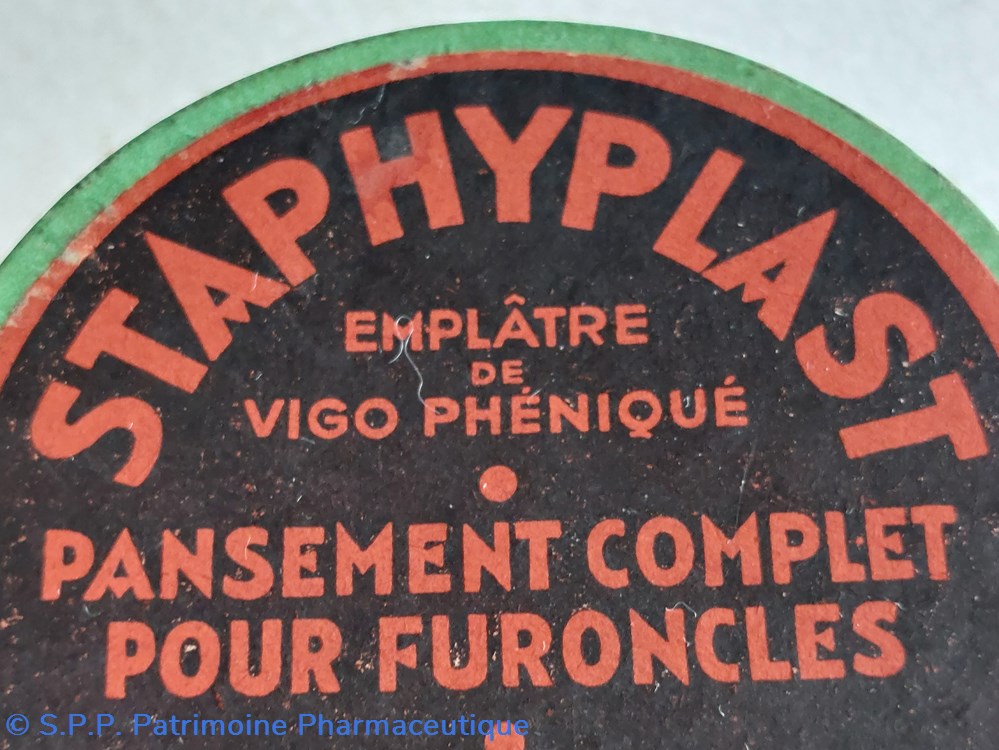 STAPHYPLAST
EMPLÂTRE
DE
VIGO PHÉNIQUÉ
PANSEMENT COMPLET
POUR FURONCLES
© S.P.P. Patrimoine Pharmaceutique